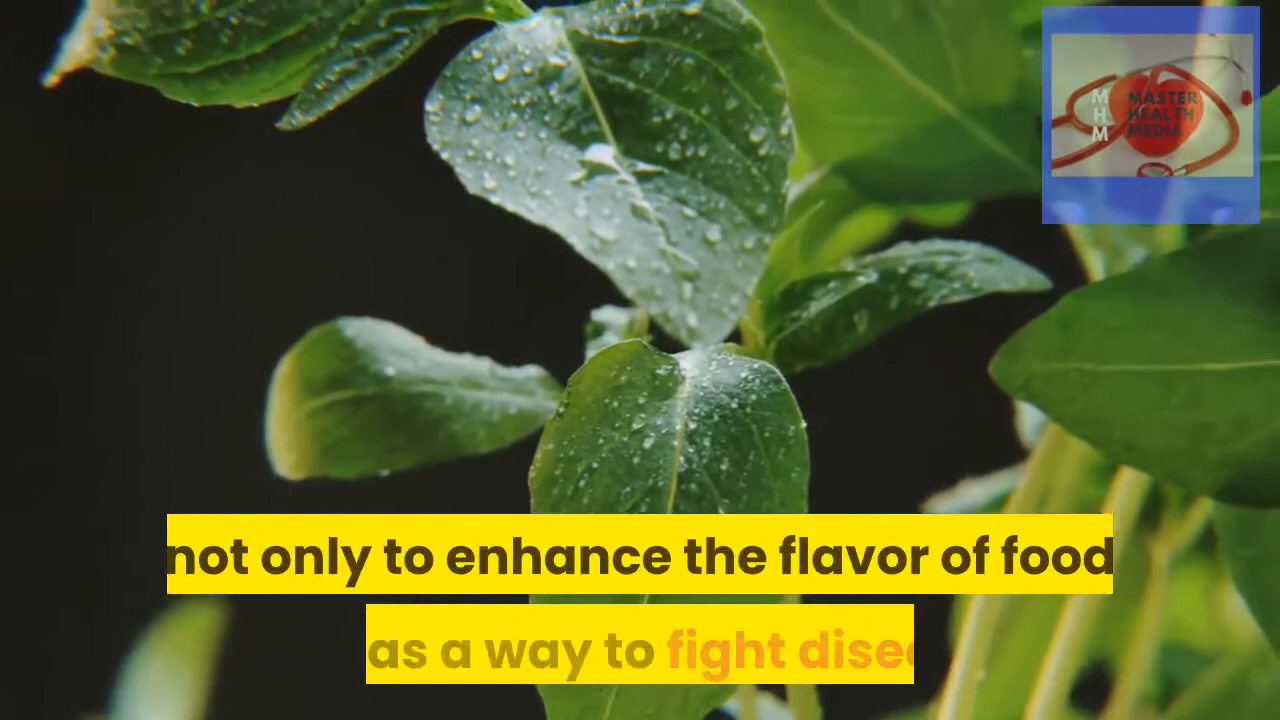 M
H
M
MASTER
HEALTH
MEDIA
not only to enhance the flavor of food
as a way to fight